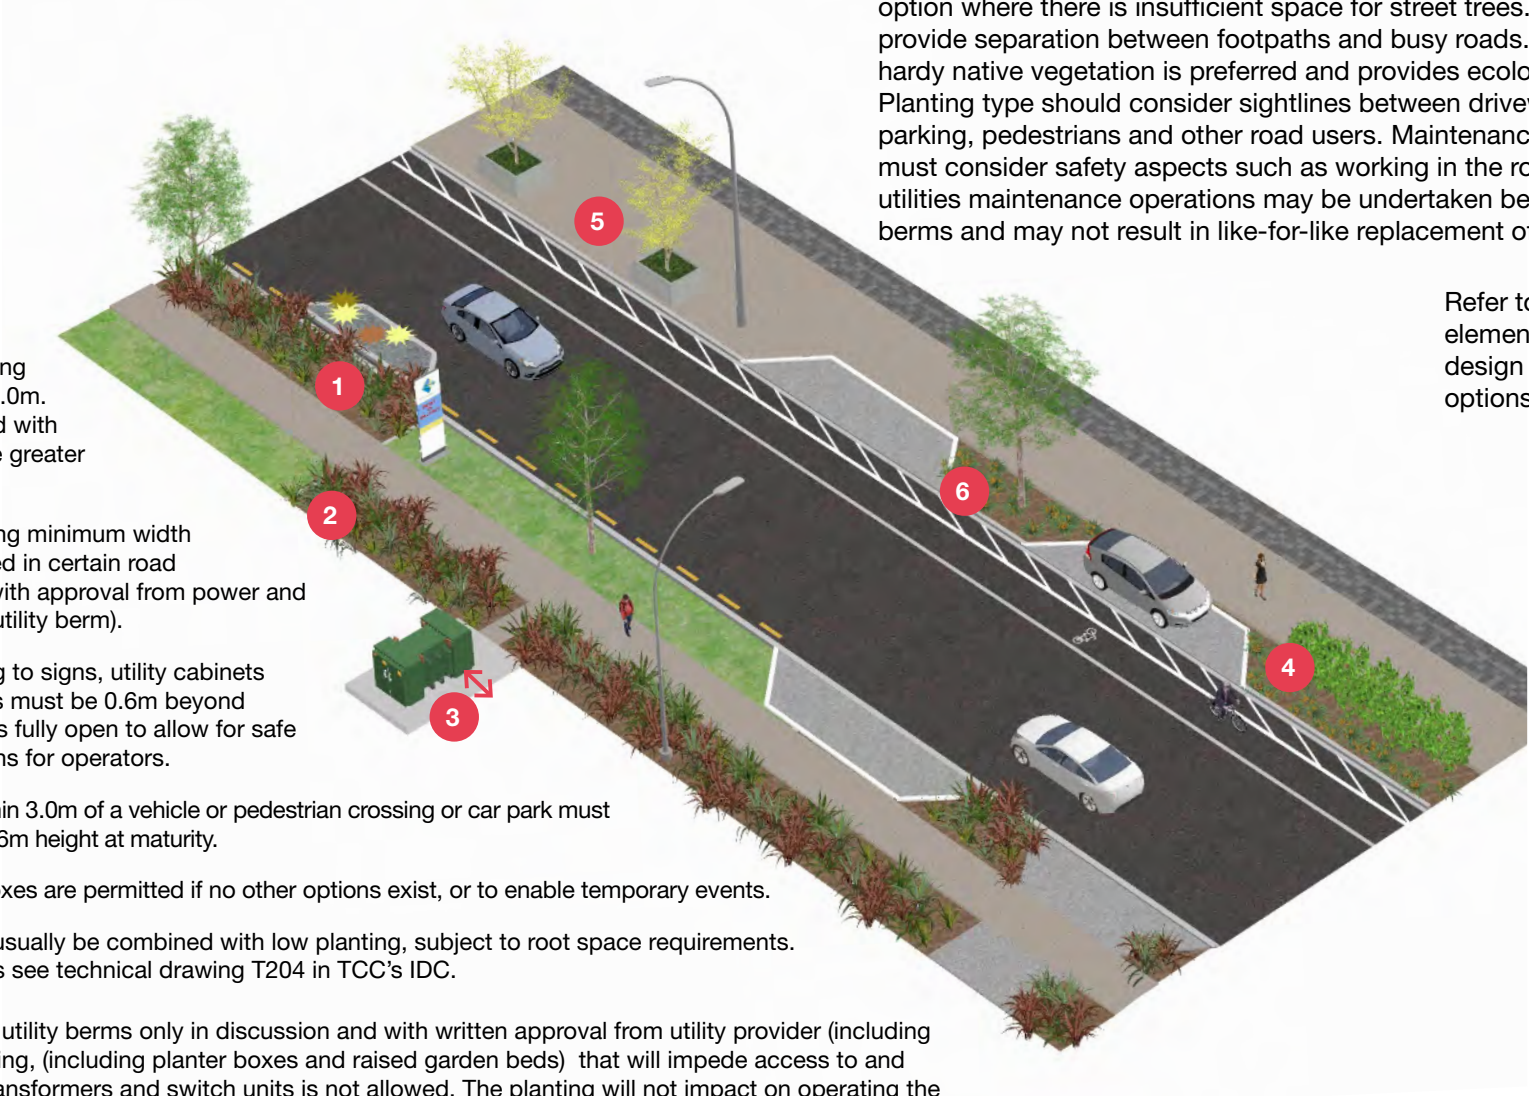 option where there is insufficient space for street trees.
provide separation between footpaths and busy roads.
hardy native vegetation is preferred and provides ecolo
Planting type should consider sightlines between drivew
parking, pedestrians and other road users. Maintenanc
must consider safety aspects such as working in the ro
utilities maintenance operations may be undertaken be
berms and may not result in like-for-like replacement of
Refer to
element
design
options
ng
.0m.
d with
e greater
ng minimum width
ed in certain road
with approval from power and
utility berm).
g to signs, utility cabinets
s must be 0.6m beyond
s fully open to allow for safe
ns for operators.
in 3.0m of a vehicle or pedestrian crossing or car park must
6m height at maturity.
oxes are permitted if no other options exist, or to enable temporary events.
usually be combined with low planting, subject to root space requirements.
s see technical drawing T204 in TCC’s IDC.
utility berms only in discussion and with written approval from utility provider (including
ing, (including planter boxes and raised garden beds) that will impede access to and
ansformers and switch units is not allowed. The planting will not impact on operating the
5
1
6
2
4
3